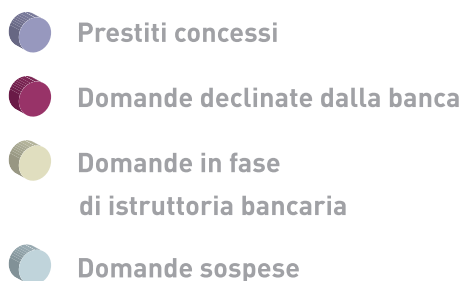 Prestiti concessi
Domande declinate dalla banca
Domande in fase
di istruttoria bancaria
Domande sospese